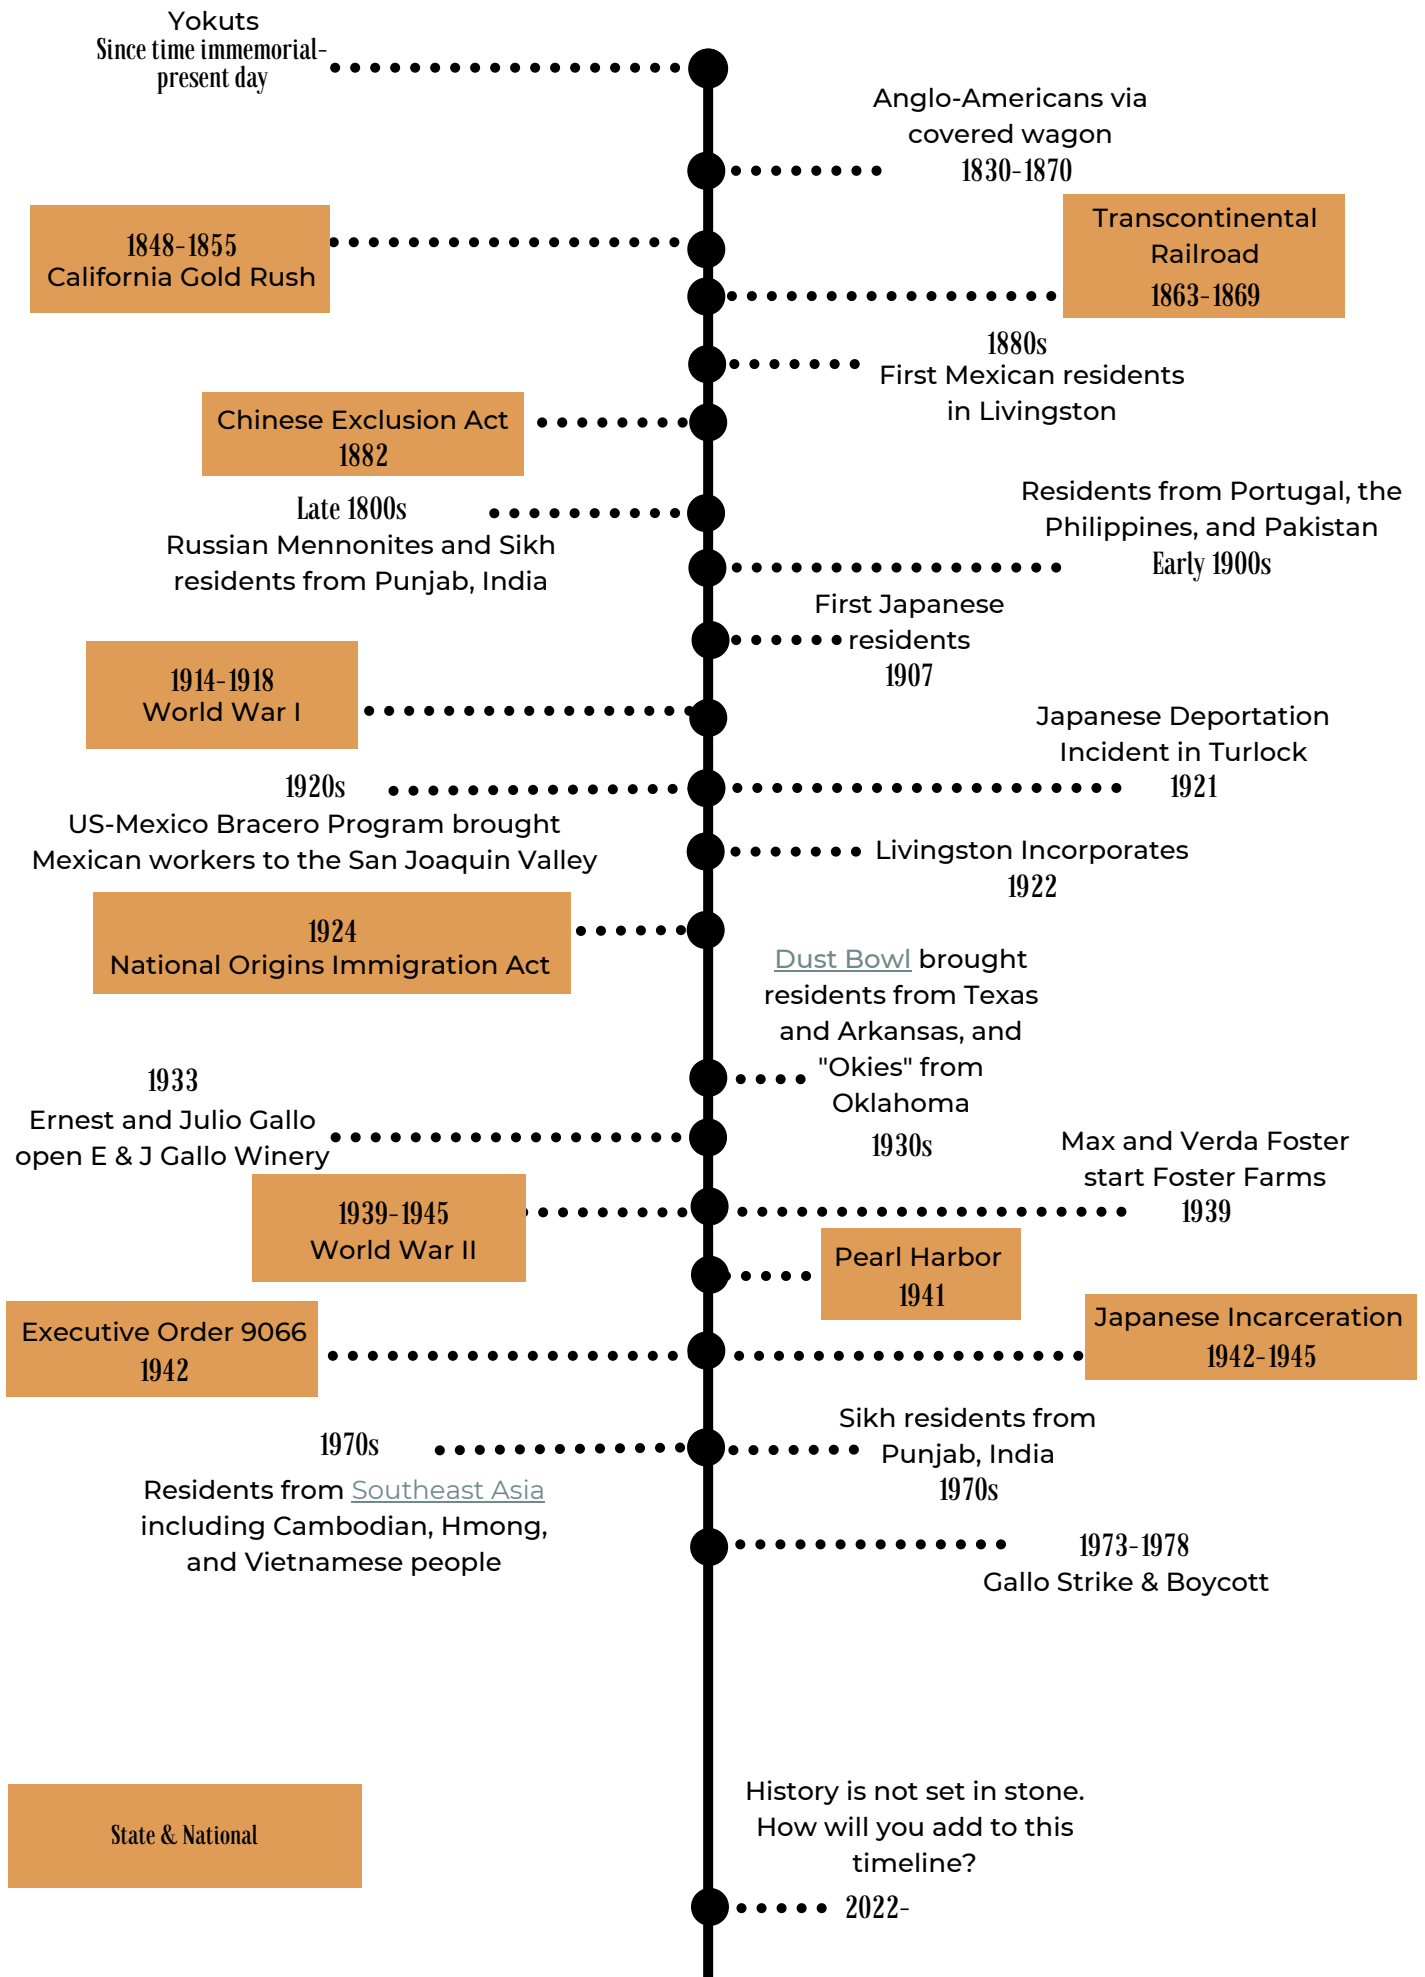 Yokuts
Since time immemorial-
present day
Anglo-Americans via
covered wagon
1830-1870
1848-1855
California Gold Rush
Transcontinental
Railroad
1863-1869
1880s
First Mexican residents
in Livingston
Chinese Exclusion Act
1882
Late 1800s
Russian Mennonites and Sikh
residents from Punjab, India
Residents from Portugal, the
Philippines, and Pakistan
Early 1900s
First Japanese
residents
1907
1914-1918
World War I
Japanese Deportation
Incident in Turlock
1921
1920s
US-Mexico Bracero Program brought
Mexican workers to the San Joaquin Valley
Livingston Incorporates
1922
1924
National Origins Immigration Act
Dust Bowl brought
residents from Texas
and Arkansas, and
"Okies" from
Oklahoma
1930s
1933
Ernest and Julio Gallo
open E & J Gallo Winery
Max and Verda Foster
start Foster Farms
1939
1939-1945
World War II
Pearl Harbor
1941
Executive Order 9066
1942
Japanese Incarceration
1942-1945
1970s
Residents from Southeast Asia
including Cambodian, Hmong,
and Vietnamese people
Sikh residents from
Punjab, India
1970s
1973-1978
Gallo Strike & Boycott
State & National
History is not set in stone.
How will you add to this
timeline?
2022-